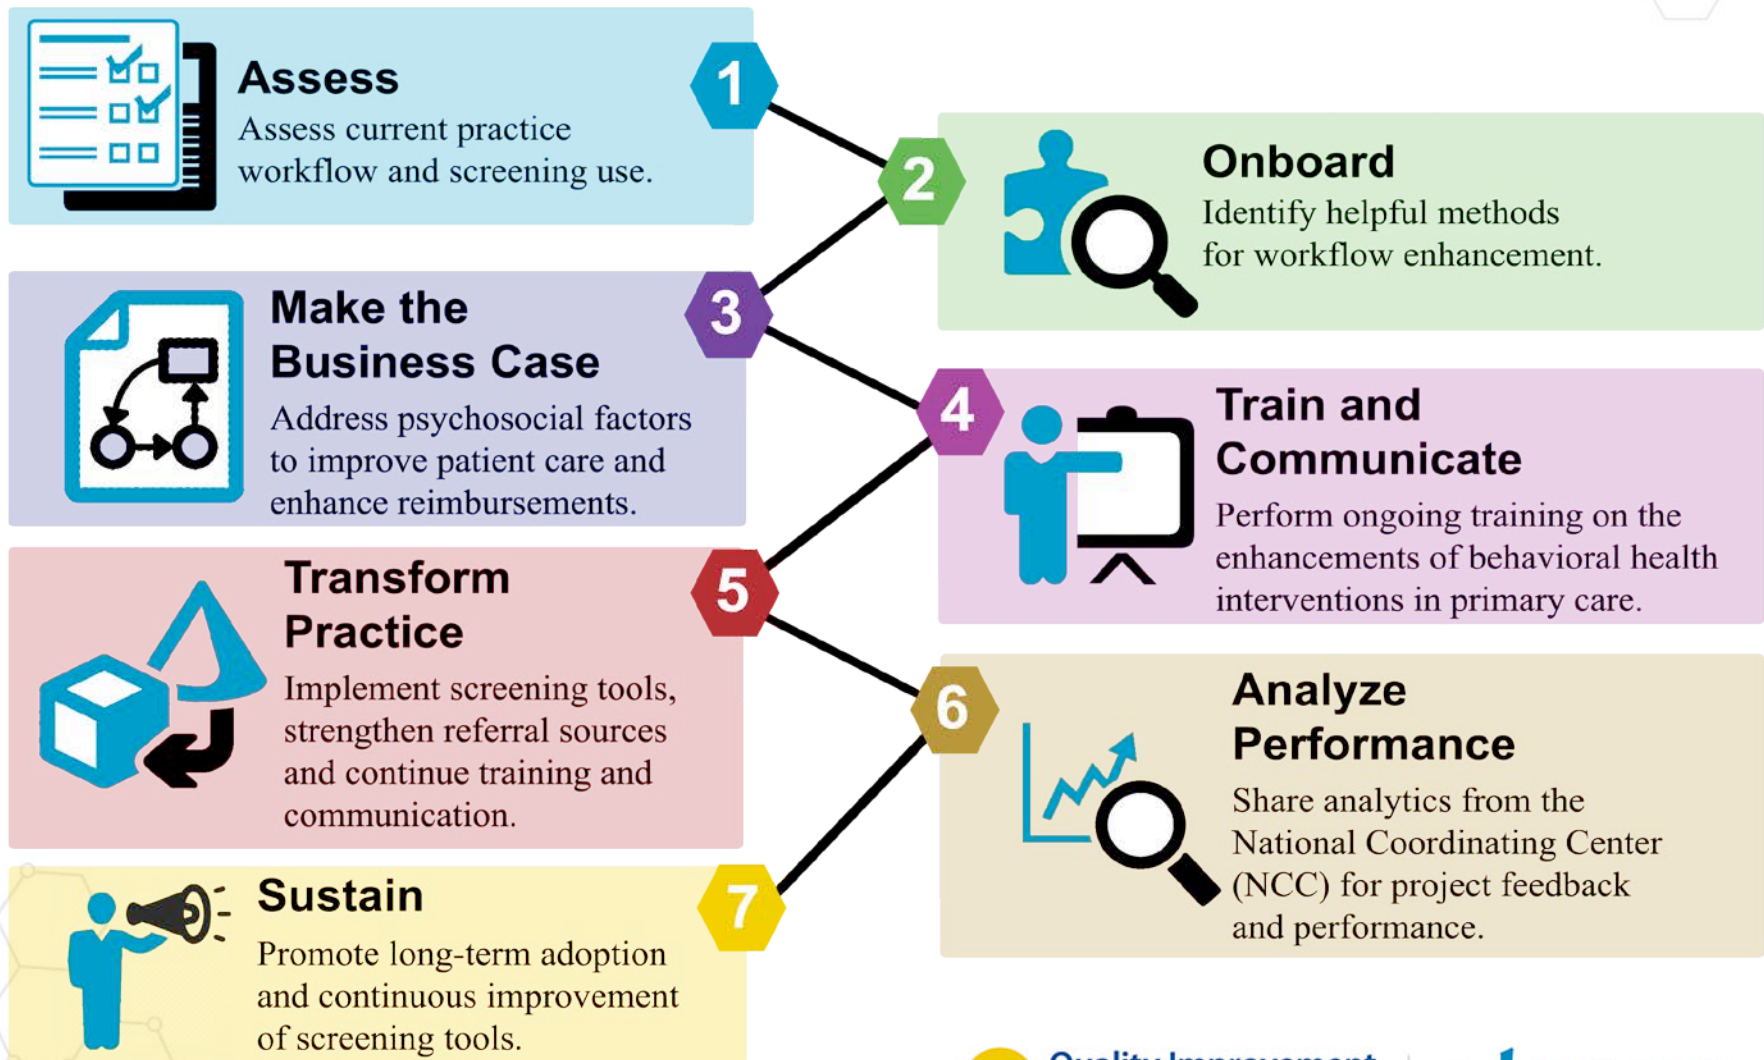 1
Assess
Assess current practice
workflow and screening use.
2
Onboard
Identify helpful methods
for workflow enhancement.
3
Make the
Business Case
Address psychosocial factors
to improve patient care and
enhance reimbursements.
4
Train and
Communicate
Perform ongoing training on the
enhancements of behavioral health
interventions in primary care.
5
Transform
Practice
Implement screening tools,
strengthen referral sources
and continue training and
communication.
6
Analyze
Performance
Share analytics from the
National Coordinating Center
(NCC) for project feedback
and performance.
7
Sustain
Promote long-term adoption
and continuous improvement
of screening tools.
Quality Improvement